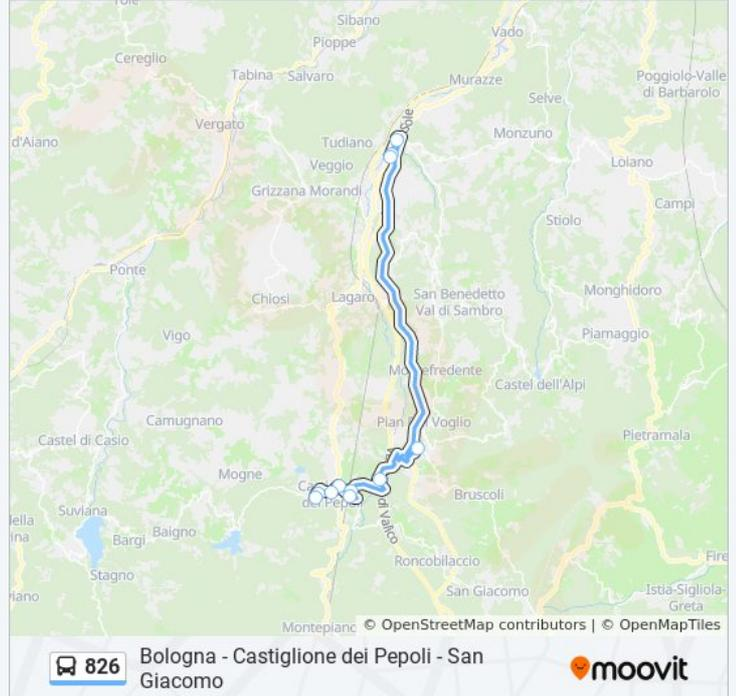 Tole
Sibano
Pioppe
Vado
Cereglio
Tabina
Salvaro
Murazze
Poggiolo-Valle
di Barbarolo
Selve
Vergato
d'Aiano
Tudiano
Monzuno
Veggio
Loiano
Grizzana Morandi
Campi
Stiolo
Ponte
Chiosi
Lagaro
San Benedetto
Val di Sambro
Monghidoro
Vigo
Piamaggio
Castel dell'Alpi
Camugnano
Voglio
Pietramala
Castel di Casio
Mogne
Bruscoli
Suviana
di Valico
Bargi
Baigno
Roncobilaccio
Stagno
San Giacomo
Istia-Sigliola-
Greta
Montepiano
© OpenStreetMap contributors | © OpenMapTiles
826
Bologna - Castiglione dei Pepoli - San
Giacomo
moovit